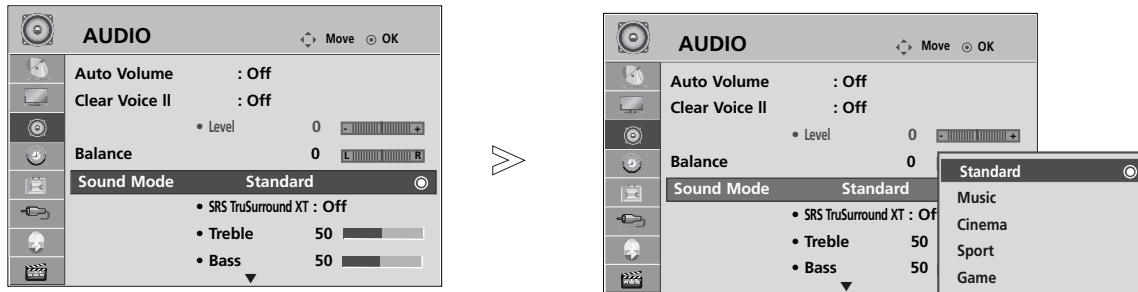 AUDIO Move OK
Auto Volume : Off
Clear Voice ll : Off
• Level 0 - +
Balance 0 L R
Sound Mode Standard
• SRS TruSurround XT : Off
• Treble 50
• Bass 50
AUDIO Move OK
Auto Volume : Off
Clear Voice ll : Off
• Level 0 - +
Balance 0
Sound Mode Standard
• SRS TruSurround XT : Of
• Treble 50
• Bass 50
Standard
Music
Cinema
Sport
Game